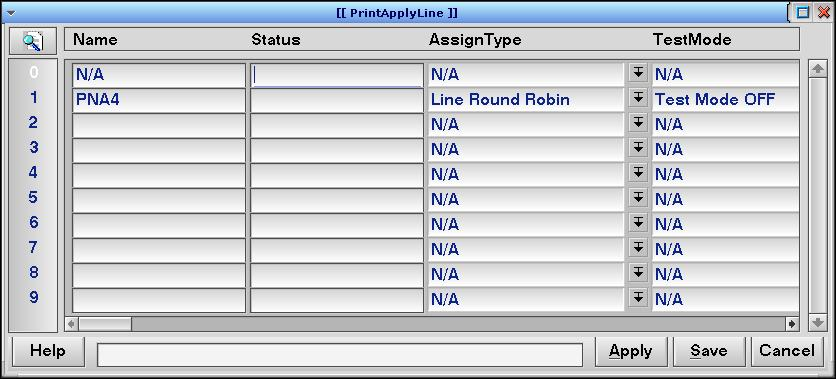 [[ PrintApplyLine ]]
Name Status AssignType TestMode
0 N/A N/A N/A
1 PNA4 Line Round Robin Test Mode OFF
2 N/A N/A
3 N/A N/A
4 N/A N/A
5 N/A N/A
6 N/A N/A
7 N/A N/A
8 N/A N/A
9 N/A N/A
Help Apply Save Cancel